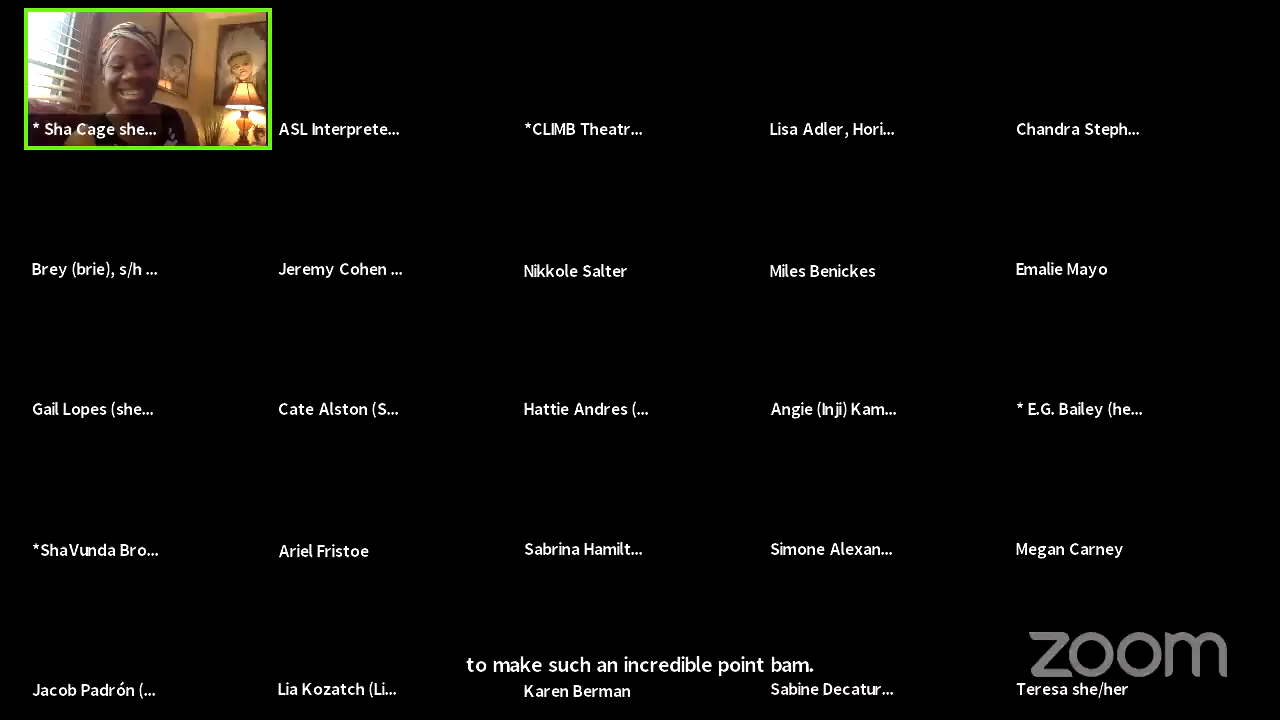 * Sha Cage she...
ASL Interprete...
*CLIMB Theatr...
Lisa Adler, Hori...
Chandra Steph...
Brey (brie), s/h ...
Jeremy Cohen ...
Nikkole Salter
Miles Benickes
Emalie Mayo
Gail Lopes (she...
Cate Alston (S...
Hattie Andres (...
Angie (Inji) Kam...
* E.G. Bailey (he...
*ShaVunda Bro...
Ariel Fristoe
Sabrina Hamilt...
Simone Alexan...
Megan Carney
zoom
to make such an incredible point bam.
Jacob Padrón (...
Lia Kozatch (Li...
Karen Berman
Sabine Decatur...
Teresa she/her